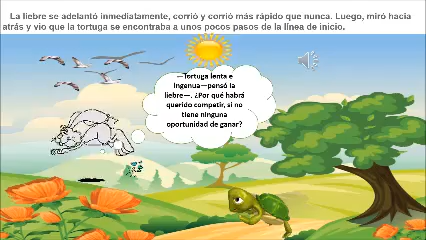 La liebre se adelantó inmediatamente, corrió y corrió más rápido que nunca. Luego, miró hacia
atrás y vio que la tortuga se encontraba a unos pocos pasos de la línea de inicio.
—Tortuga lenta e
ingenua—pensó la
liebre—. ¿Por qué habrá
querido competir, si no
tiene ninguna
oportunidad de ganar?